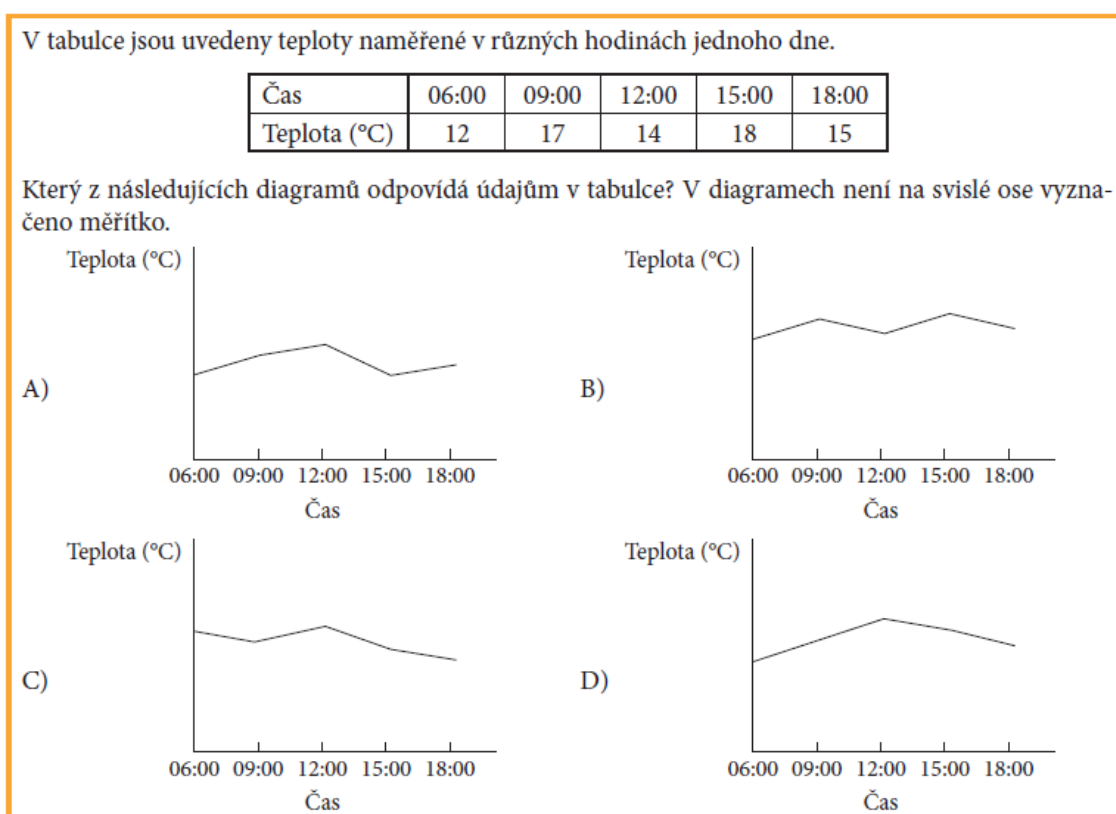 V tabulce jsou uvedeny teploty naměřené v různých hodinách jednoho dne.
Čas 06:00 09:00 12:00 15:00 18:00
Teplota (°C) 12 17 14 18 15
Který z následujících diagramů odpovídá údajům v tabulce? V diagramech není na svislé ose vyzna-
čeno měřítko.
Teplota (°C)
A)
06:00 09:00 12:00 15:00 18:00
Čas
Teplota (°C)
B)
06:00 09:00 12:00 15:00 18:00
Čas
Teplota (°C)
C)
06:00 09:00 12:00 15:00 18:00
Čas
Teplota (°C)
D)
06:00 09:00 12:00 15:00 18:00
Čas